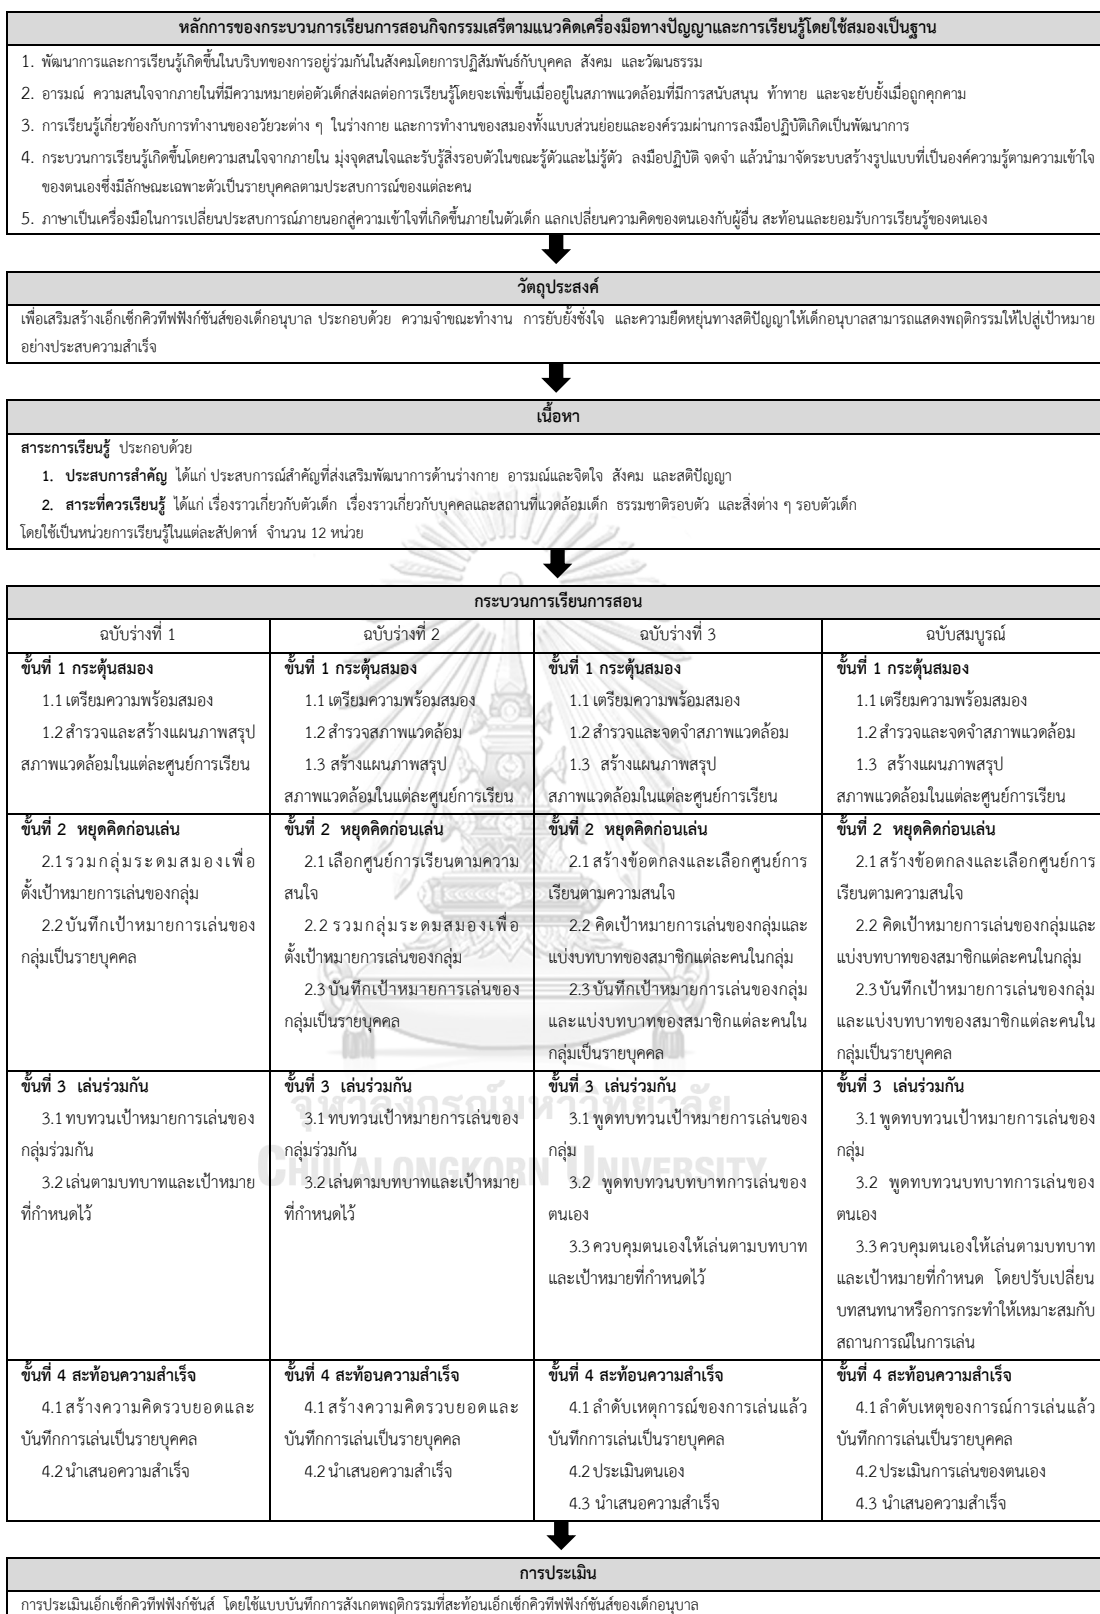 หลักการของกระบวนการเรียนการสอนกิจกรรมเสรีตามแนวคิดเครื่องมือทางปัญญาและการเรียนรู้โดยใช้สมองเป็นฐาน
1. พัฒนาการและการเรียนรู้เกิดขึ้นในบริบทของการอยู่ร่วมกันในสังคมโดยการปฏิสัมพันธ์กับบุคคล สังคม และวัฒนธรรม
2. อารมณ์ ความสนใจจากภายในที่มีความหมายต่อตัวเด็กส่งผลต่อการเรียนรู้โดยจะเพิ่มขึ้นเมื่ออยู่ในสภาพแวดล้อมที่มีการสนับสนุน ท้าทาย และจะยับยั้งเมื่อถูกคุกคาม
3. การเรียนรู้เกี่ยวข้องกับการทำงานของอวัยวะต่าง ๆ ในร่างกาย และการทำงานของสมองทั้งแบบส่วนย่อยและองค์รวมผ่านการลงมือปฏิบัติเกิดเป็นพัฒนาการ
4. กระบวนการเรียนรู้เกิดขึ้นโดยความสนใจจากภายใน มุ่งจุดสนใจและรับรู้สิ่งรอบตัวในขณะรู้ตัวและไม่รู้ตัว ลงมือปฏิบัติ จดจำ แล้วนำมาจัดระบบสร้างรูปแบบที่เป็นองค์ความรู้ตามความเข้าใจ
ของตนเองซึ่งมีลักษณะเฉพาะตัวเป็นรายบุคคลตามประสบการณ์ของแต่ละคน
5. ภาษาเป็นเครื่องมือในการเปลี่ยนประสบการณ์ภายนอกสู่ความเข้าใจที่เกิดขึ้นภายในตัวเด็ก แลกเปลี่ยนความคิดของตนเองกับผู้อื่น สะท้อนและยอมรับการเรียนรู้ของตนเอง
วัตถุประสงค์
เพื่อเสริมสร้างเอ็กเซ็กคิวทีฟฟังก์ชันส์ของเด็กอนุบาล ประกอบด้วย ความจำขณะทำงาน การยับยั้งชั่งใจ และความยืดหยุ่นทางสติปัญญาให้เด็กอนุบาลสามารถแสดงพฤติกรรมให้ไปสู่เป้าหมาย
อย่างประสบความสำเร็จ
เนื้อหา
สาระการเรียนรู้ ประกอบด้วย
1. ประสบการสำคัญ ได้แก่ ประสบการณ์สำคัญที่ส่งเสริมพัฒนาการด้านร่างกาย อารมณ์และจิตใจ สังคม และสติปัญญา
2. สาระที่ควรเรียนรู้ ได้แก่ เรื่องราวเกี่ยวกับตัวเด็ก เรื่องราวเกี่ยวกับบุคคลและสถานที่แวดล้อมเด็ก ธรรมชาติรอบตัว และสิ่งต่าง ๆ รอบตัวเด็ก
โดยใช้เป็นหน่วยการเรียนรู้ในแต่ละสัปดาห์ จำนวน 12 หน่วย
กระบวนการเรียนการสอน
ฉบับร่างที่ 1
ฉบับร่างที่ 2
ฉบับร่างที่ 3
ฉบับสมบูรณ์
ขั้นที่ 1 กระตุ้นสมอง
1.1 เตรียมความพร้อมสมอง
1.2 สำรวจและสร้างแผนภาพสรุป
สภาพแวดล้อมในแต่ละศูนย์การเรียน
ขั้นที่ 1 กระตุ้นสมอง
1.1 เตรียมความพร้อมสมอง
1.2 สำรวจสภาพแวดล้อม
1.3 สร้างแผนภาพสรุป
สภาพแวดล้อมในแต่ละศูนย์การเรียน
ขั้นที่ 1 กระตุ้นสมอง
1.1 เตรียมความพร้อมสมอง
1.2 สำรวจและจดจำสภาพแวดล้อม
1.3 สร้างแผนภาพสรุป
สภาพแวดล้อมในแต่ละศูนย์การเรียน
ขั้นที่ 1 กระตุ้นสมอง
1.1 เตรียมความพร้อมสมอง
1.2 สำรวจและจดจำสภาพแวดล้อม
1.3 สร้างแผนภาพสรุป
สภาพแวดล้อมในแต่ละศูนย์การเรียน
ขั้นที่ 2 หยุดคิดก่อนเล่น
2.1 รวมกลุ่มระดมสมองเพื่อ
ตั้งเป้าหมายการเล่นของกลุ่ม
2.2 บันทึกเป้าหมายการเล่นของ
กลุ่มเป็นรายบุคคล
ขั้นที่ 2 หยุดคิดก่อนเล่น
2.1 เลือกศูนย์การเรียนตามความ
สนใจ
2.2 รวมกลุ่มระดมสมองเพื่อ
ตั้งเป้าหมายการเล่นของกลุ่ม
2.3 บันทึกเป้าหมายการเล่นของ
กลุ่มเป็นรายบุคคล
ขั้นที่ 2 หยุดคิดก่อนเล่น
2.1 สร้างข้อตกลงและเลือกศูนย์การ
เรียนตามความสนใจ
2.2 คิดเป้าหมายการเล่นของกลุ่มและ
แบ่งบทบาทของสมาชิกแต่ละคนในกลุ่ม
2.3 บันทึกเป้าหมายการเล่นของกลุ่ม
และแบ่งบทบาทของสมาชิกแต่ละคนใน
กลุ่มเป็นรายบุคคล
ขั้นที่ 2 หยุดคิดก่อนเล่น
2.1 สร้างข้อตกลงและเลือกศูนย์การ
เรียนตามความสนใจ
2.2 คิดเป้าหมายการเล่นของกลุ่มและ
แบ่งบทบาทของสมาชิกแต่ละคนในกลุ่ม
2.3 บันทึกเป้าหมายการเล่นของกลุ่ม
และแบ่งบทบาทของสมาชิกแต่ละคนใน
กลุ่มเป็นรายบุคคล
ขั้นที่ 3 เล่นร่วมกัน
3.1 ทบทวนเป้าหมายการเล่นของ
กลุ่มร่วมกัน
3.2 เล่นตามบทบาทและเป้าหมาย
ที่กำหนดไว้
ขั้นที่ 3 เล่นร่วมกัน
3.1 ทบทวนเป้าหมายการเล่นของ
กลุ่มร่วมกัน
3.2 เล่นตามบทบาทและเป้าหมาย
ที่กำหนดไว้
ขั้นที่ 3 เล่นร่วมกัน
3.1 พูดทบทวนเป้าหมายการเล่นของ
กลุ่ม
3.2 พูดทบทวนบทบาทการเล่นของ
ตนเอง
3.3 ควบคุมตนเองให้เล่นตามบทบาท
และเป้าหมายที่กำหนดไว้
ขั้นที่ 3 เล่นร่วมกัน
3.1 พูดทบทวนเป้าหมายการเล่นของ
กลุ่ม
3.2 พูดทบทวนบทบาทการเล่นของ
ตนเอง
3.3 ควบคุมตนเองให้เล่นตามบทบาท
และเป้าหมายที่กำหนด โดยปรับเปลี่ยน
บทสนทนาหรือการกระทำให้เหมาะสมกับ
สถานการณ์ในการเล่น
จุฬาลงกรณ์มหาวิทยาลัย
CHULALONGKORN UNIVERSITY
ขั้นที่ 4 สะท้อนความสำเร็จ
4.1 สร้างความคิดรวบยอดและ
บันทึกการเล่นเป็นรายบุคคล
4.2 นำเสนอความสำเร็จ
ขั้นที่ 4 สะท้อนความสำเร็จ
4.1 สร้างความคิดรวบยอดและ
บันทึกการเล่นเป็นรายบุคคล
4.2 นำเสนอความสำเร็จ
ขั้นที่ 4 สะท้อนความสำเร็จ
4.1 ลำดับเหตุการณ์ของการเล่นแล้ว
บันทึกการเล่นเป็นรายบุคคล
4.2 ประเมินตนเอง
4.3 นำเสนอความสำเร็จ
ขั้นที่ 4 สะท้อนความสำเร็จ
4.1 ลำดับเหตุของการณ์การเล่นแล้ว
บันทึกการเล่นเป็นรายบุคคล
4.2 ประเมินการเล่นของตนเอง
4.3 นำเสนอความสำเร็จ
การประเมิน
การประเมินเอ็กเซ็กคิวทีฟฟังก์ชันส์ โดยใช้แบบบันทึกการสังเกตพฤติกรรมที่สะท้อนเอ็กเซ็กคิวทีฟฟังก์ชันส์ของเด็กอนุบาล